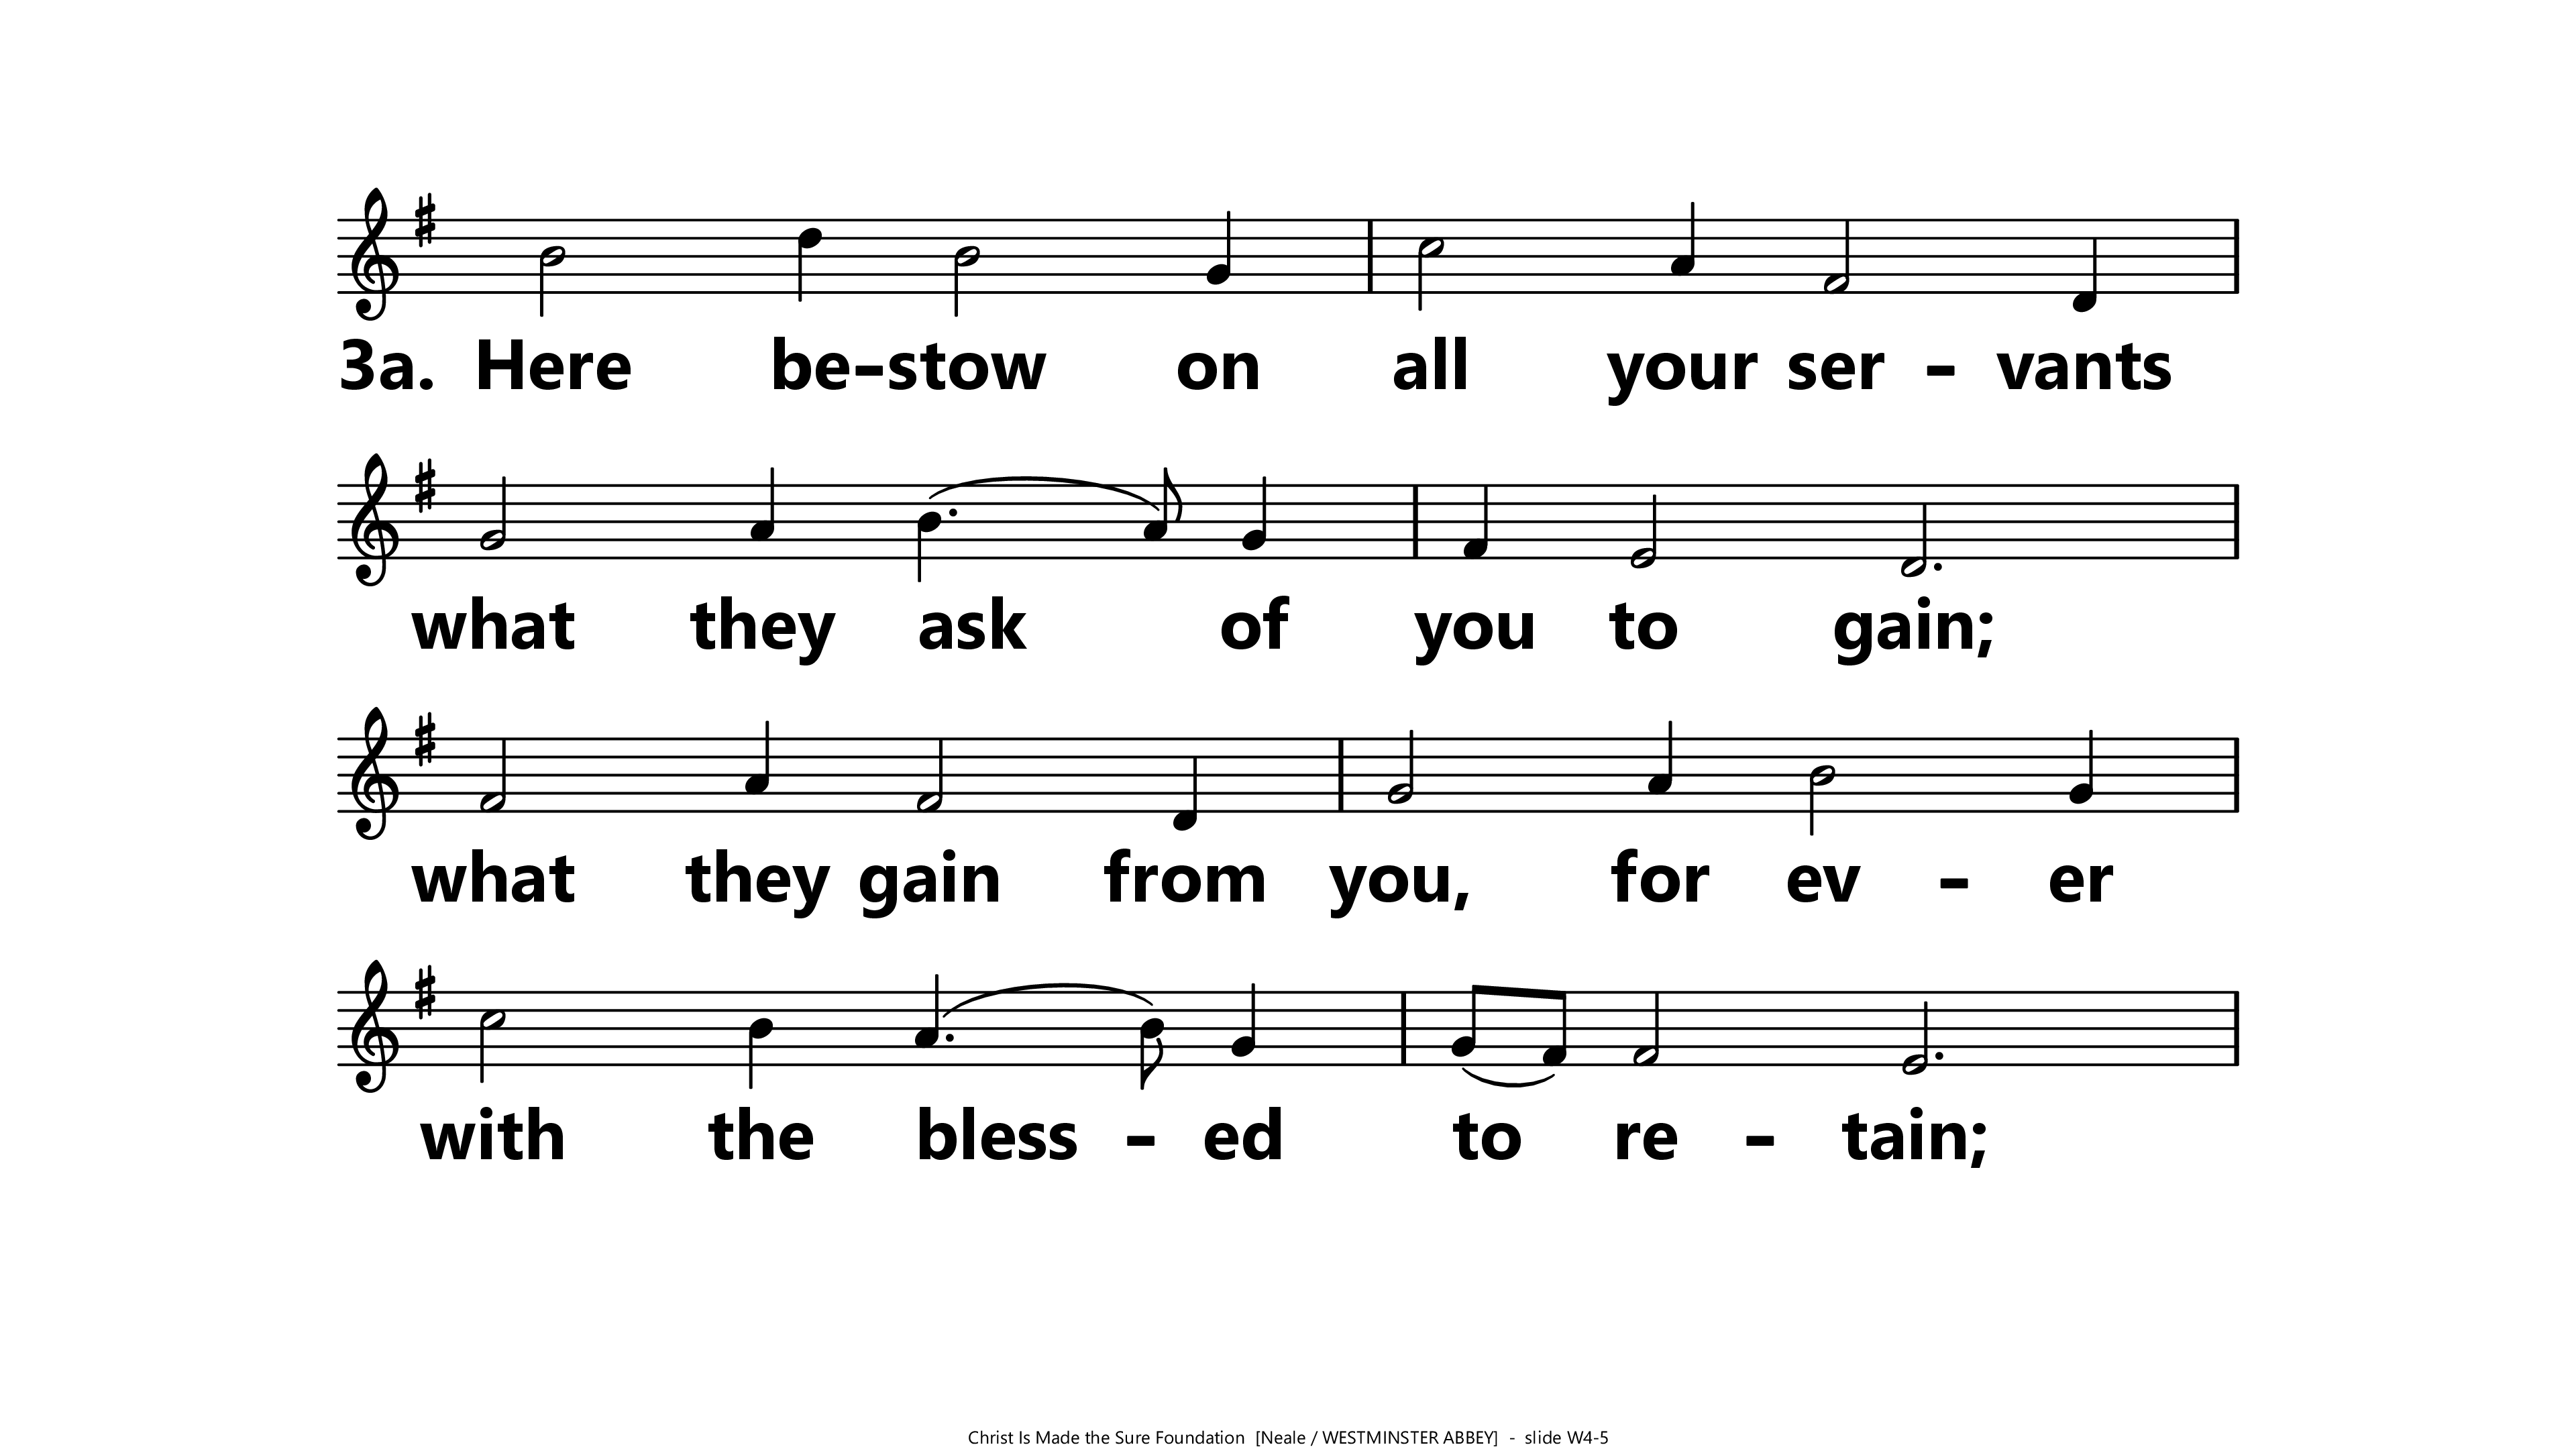 3a. Here be-stow on all your ser - vants
what they ask of you to gain;
what they gain from you, for ev - er
with the bless - ed to re - tain;
Christ Is Made the Sure Foundation [Neale / WESTMINSTER ABBEY] - slide W4-5